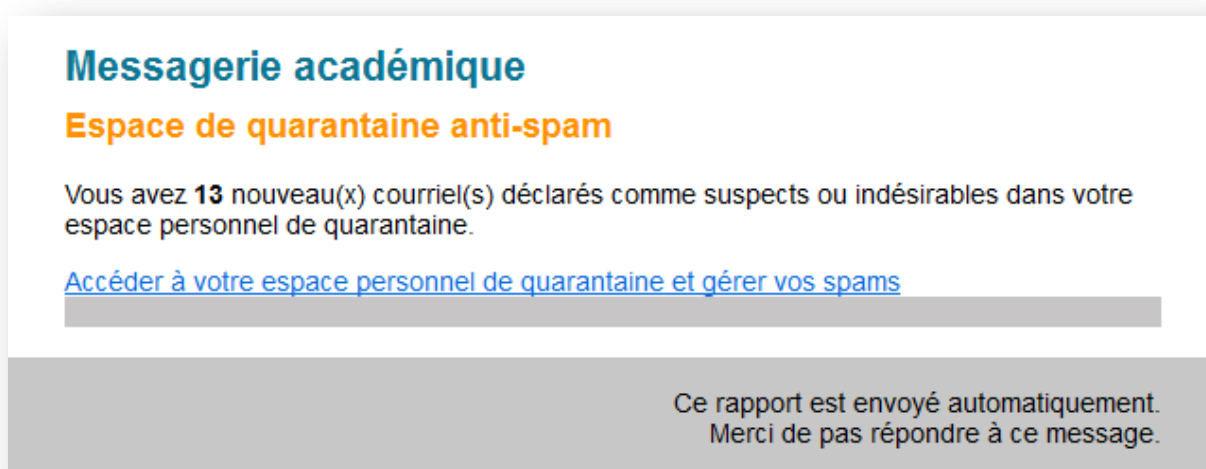 Messagerie académique
Espace de quarantaine anti-spam
Vous avez 13 nouveau(x) courriel(s) déclarés comme suspects ou indésirables dans votre
espace personnel de quarantaine.
Accéder à votre espace personnel de quarantaine et gérer vos spams
Ce rapport est envoyé automatiquement.
Merci de pas répondre à ce message.